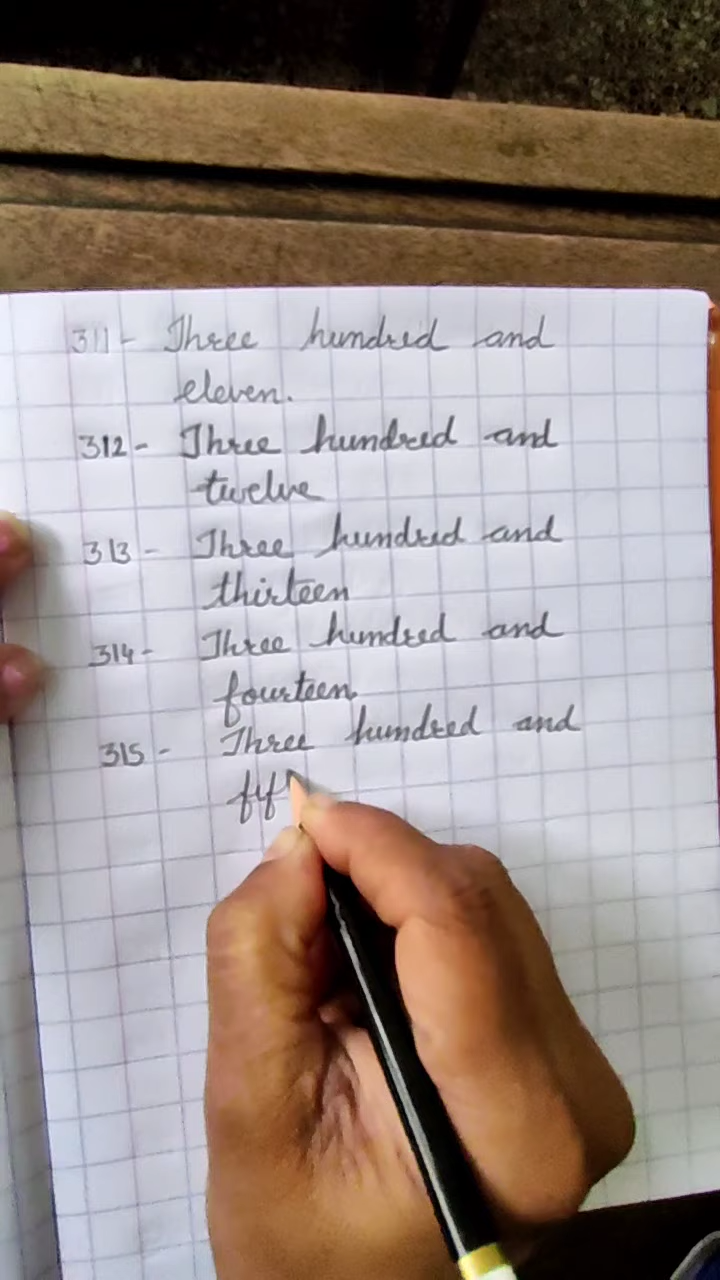 311- Three hundred and
eleven.
312- Three hundred and
twelve
313- Three hundred and
thirteen
314- Three hundred and
fourteen.
315- Three hundred and
fif